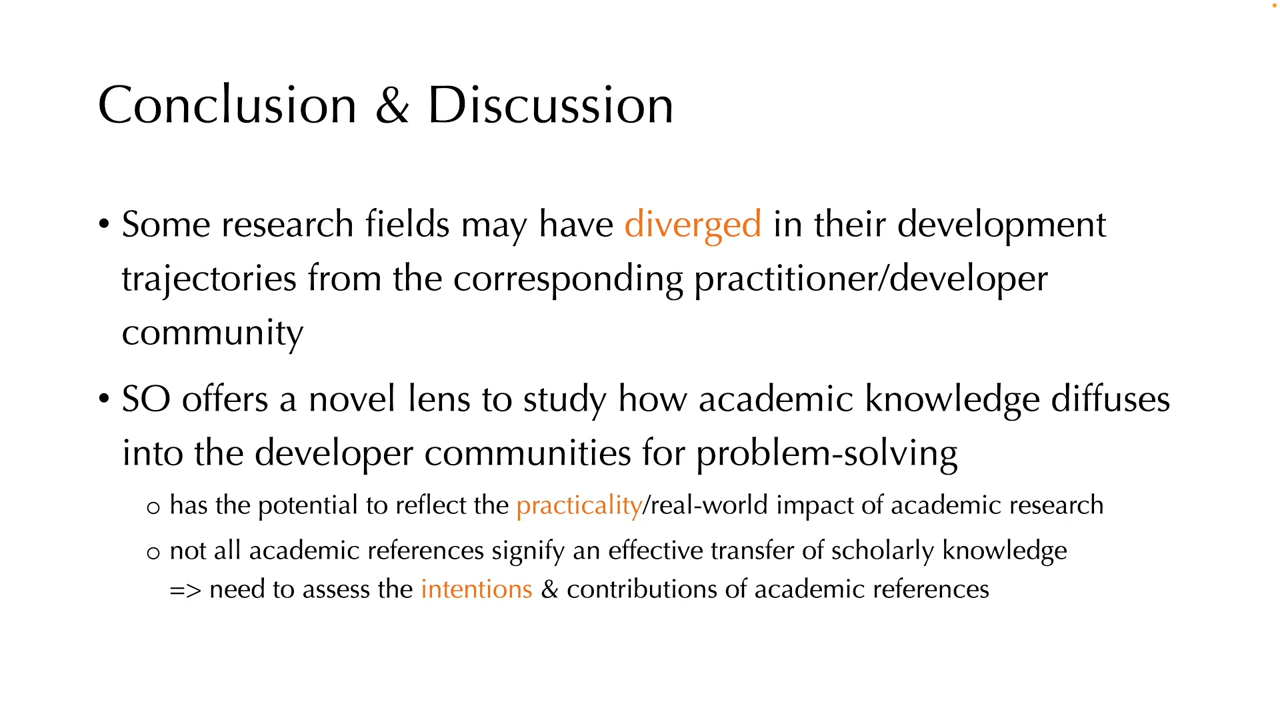 Conclusion & Discussion
• Some research fields may have diverged in their development
trajectories from the corresponding practitioner/developer
community
• SO offers a novel lens to study how academic knowledge diffuses
into the developer communities for problem-solving
o has the potential to reflect the practicality/real-world impact of academic research
o not all academic references signify an effective transfer of scholarly knowledge
=> need to assess the intentions & contributions of academic references